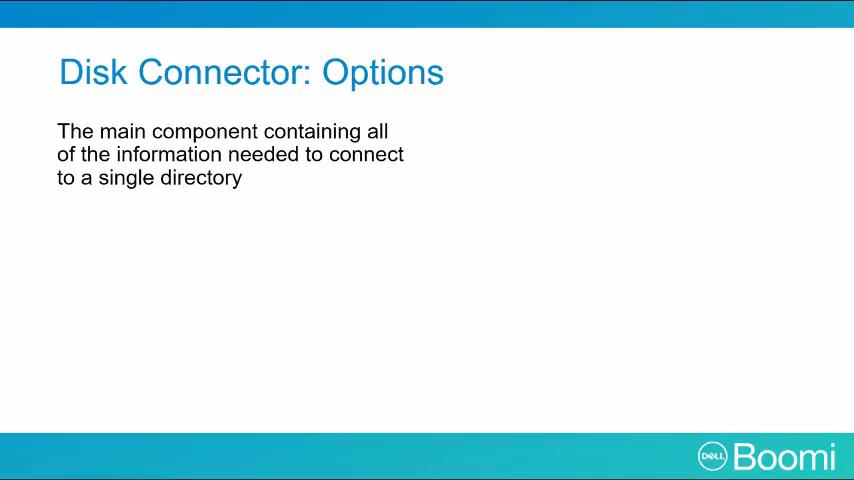 Disk Connector: Options
The main component containing all
of the information needed to connect
to a single directory
DELL Boomi